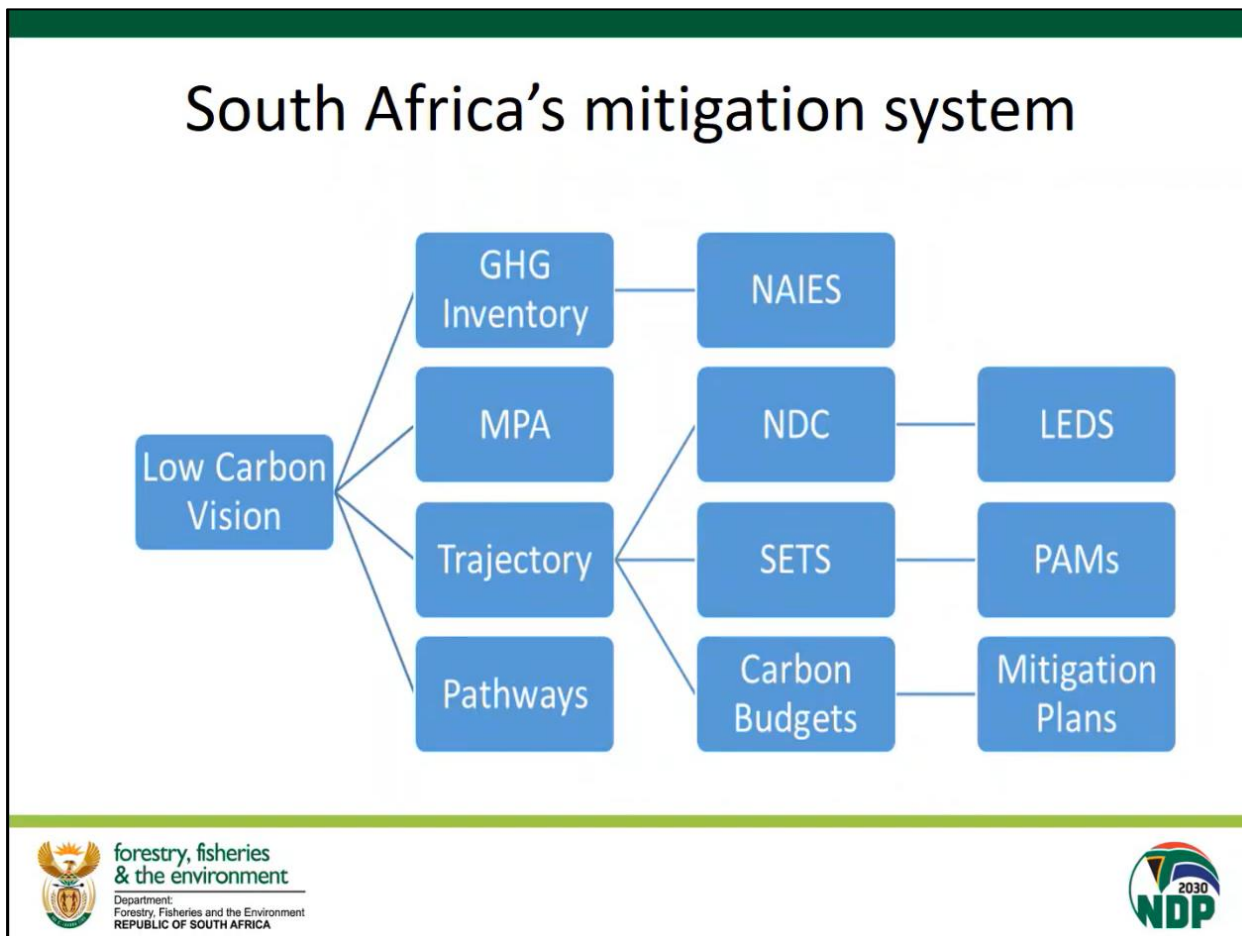 South Africa's mitigation system
GHG
Inventory
NAIES
MPA
NDC
LEDS
Low Carbon
Vision
Trajectory
SETS
PAMs
Pathways
Carbon
Budgets
Mitigation
Plans
forestry, fisheries
& the environment
Department:
Forestry, Fisheries and the Environment
REPUBLIC OF SOUTH AFRICA
2030
NDP